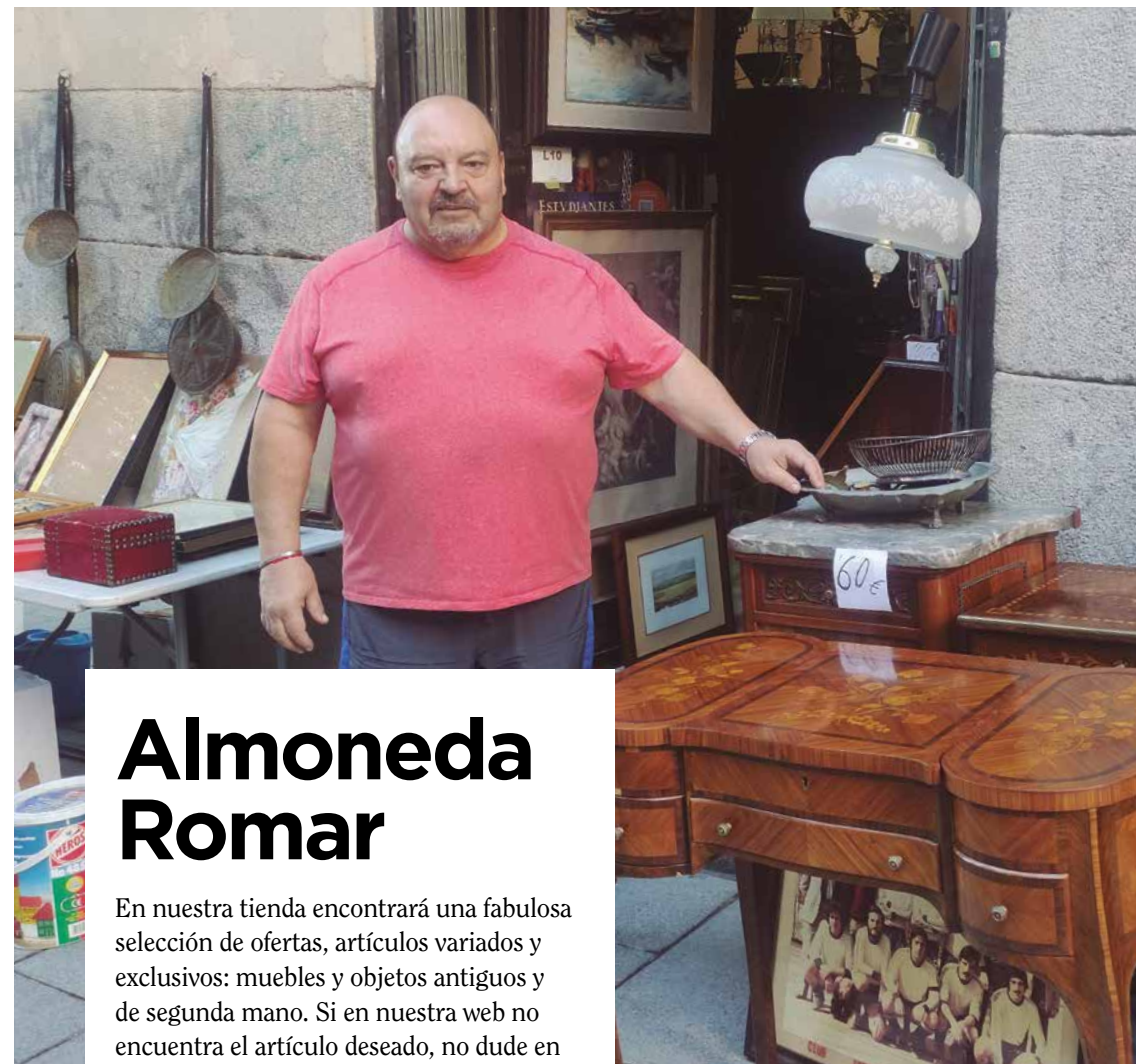 L10
ESTVDIANTES
60€
Almoneda
Romar
En nuestra tienda encontrará una fabulosa
selección de ofertas, artículos variados y
exclusivos: muebles y objetos antiguos y
de segunda mano. Si en nuestra web no
encuentra el artículo deseado, no dude en